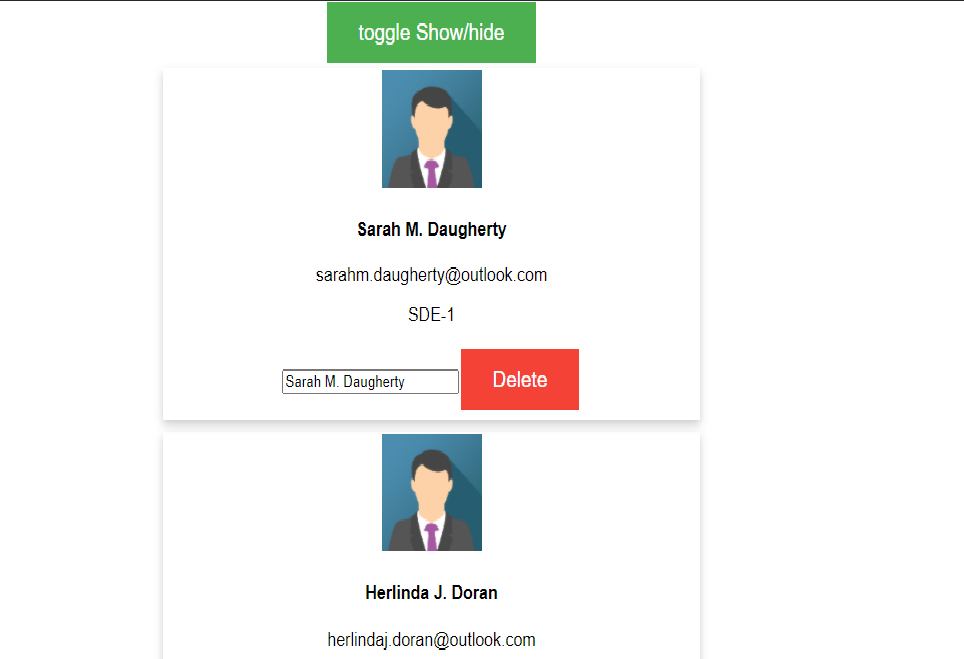 toggle Show/hide
Sarah M. Daugherty
sarahm.daugherty@outlook.com
SDE-1
Sarah M. Daugherty Delete
Herlinda J. Doran
herlindaj.doran@outlook.com